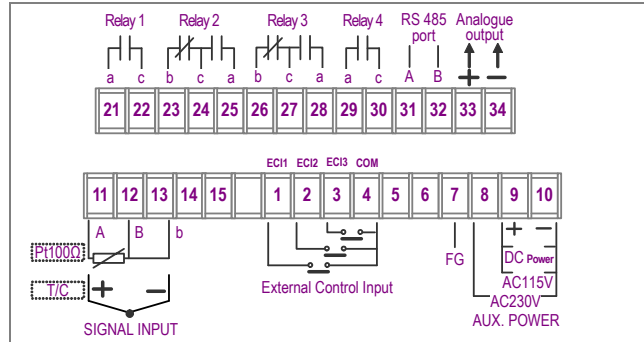 Relay 1 Relay 2 Relay 3 Relay 4 RS 485 port Analogue output
a c b c a b c a a c A B + −
21 22 23 24 25 26 27 28 29 30 31 32 33 34
ECI1 ECI2 ECI3 COM
11 12 13 14 15 1 2 3 4 5 6 7 8 9 10
A B b
Pt100Ω
T/C + −
SIGNAL INPUT
External Control Input
FG
+ −
DC Power
AC115V
AC230V
AUX. POWER